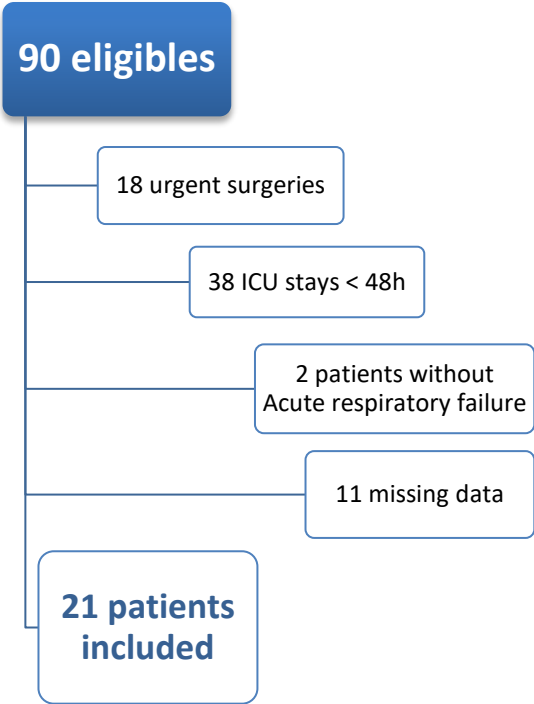 90 eligibles
18 urgent surgeries
38 ICU stays < 48h
2 patients without
Acute respiratory failure
11 missing data
21 patients
included